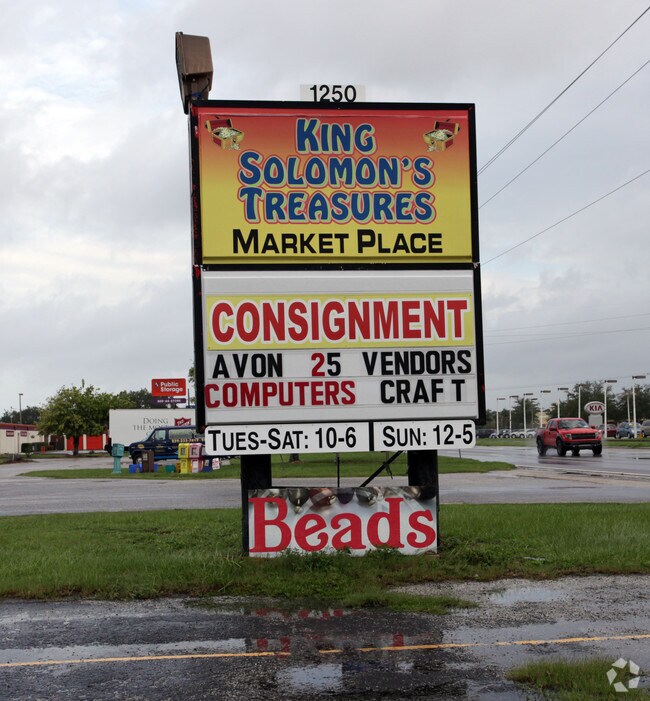 1250
KING
SOLOMON'S
TREASURES
MARKET PLACE
CONSIGNMENT
AVON 25 VENDORS
COMPUTERS CRAFT
TUES-SAT: 10-6 SUN: 12-5
Beads
Public
Storage
DOING
KIA